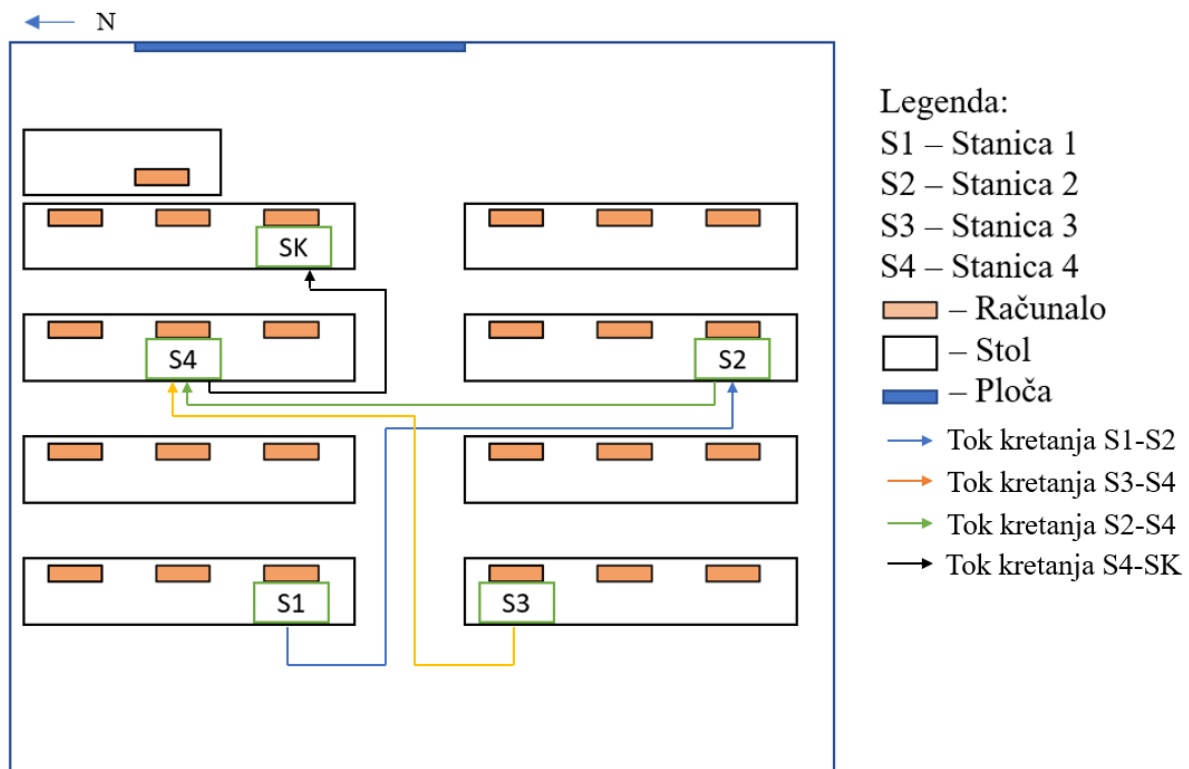 N
SK
S4
S2
S1
S3
Legenda:
S1 – Stanica 1
S2 – Stanica 2
S3 – Stanica 3
S4 – Stanica 4
– Računalo
– Stol
– Ploča
Tok kretanja S1-S2
Tok kretanja S3-S4
Tok kretanja S2-S4
Tok kretanja S4-SK